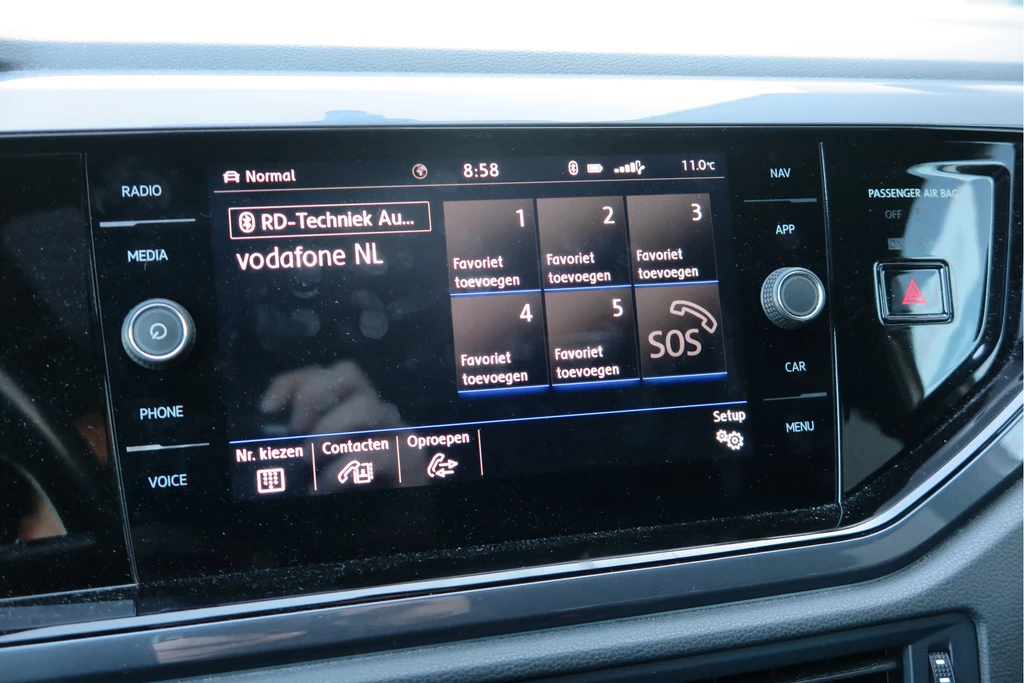 Normal
8:58
11.0°C
RADIO
MEDIA
PHONE
VOICE
RD-Techniek Au...
vodafone NL
1
Favoriet
toevoegen
2
Favoriet
toevoegen
3
Favoriet
toevoegen
4
Favoriet
toevoegen
5
Favoriet
toevoegen
SOS
Nr. kiezen
Contacten
Oproepen
Setup
NAV
APP
CAR
MENU
PASSENGER AIR BAG
OFF
ON